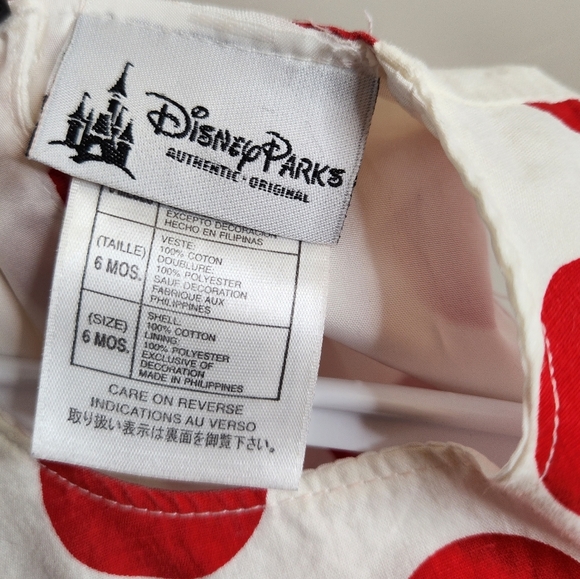 DISNEY PARKS
AUTHENTIC · ORIGINAL
EXCEPTO DECORACION
HECHO EN FILIPINAS
(TAILLE)
6 MOS.
VESTE:
100% COTON
DOUBLURE:
100% POLYESTER
SAUF DECORATION
FABRIQUE AUX
PHILIPPINES
(SIZE)
6 MOS.
SHELL:
100% COTTON
LINING:
100% POLYESTER
EXCLUSIVE OF
DECORATION
MADE IN PHILIPPINES
CARE ON REVERSE
INDICATIONS AU VERSO
取り扱い表示は裏面を御覧下さい。